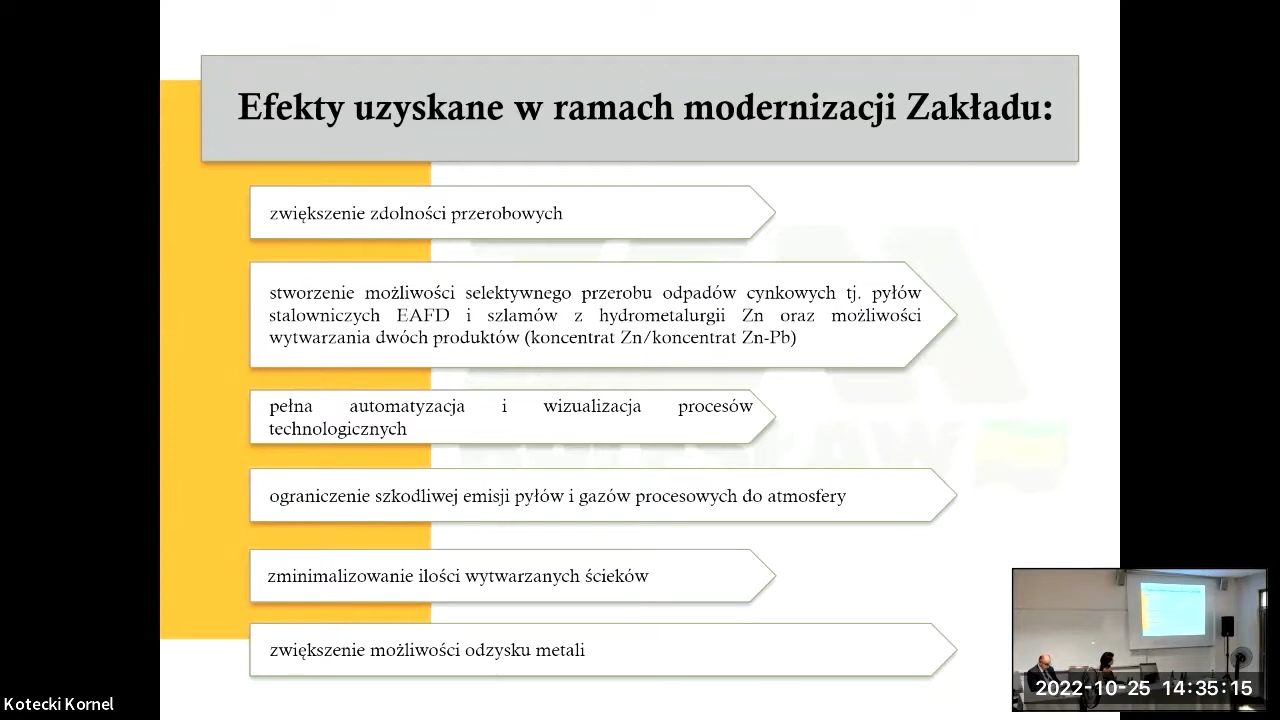 Efekty uzyskane w ramach modernizacji Zakładu:
zwiększenie zdolności przerobowych
stworzenie możliwości selektywnego przerobu odpadów cynkowych tj. pyłów
stalowniczych EAFD i szlamów z hydrometalurgii Zn oraz możliwości
wytwarzania dwóch produktów (koncentrat Zn/koncentrat Zn-Pb)
pełna automatyzacja i wizualizacja procesów
technologicznych
ograniczenie szkodliwej emisji pyłów i gazów procesowych do atmosfery
zminimalizowanie ilości wytwarzanych ścieków
zwiększenie możliwości odzysku metali
Kotecki Kornel
2022-10-25 14:35:15